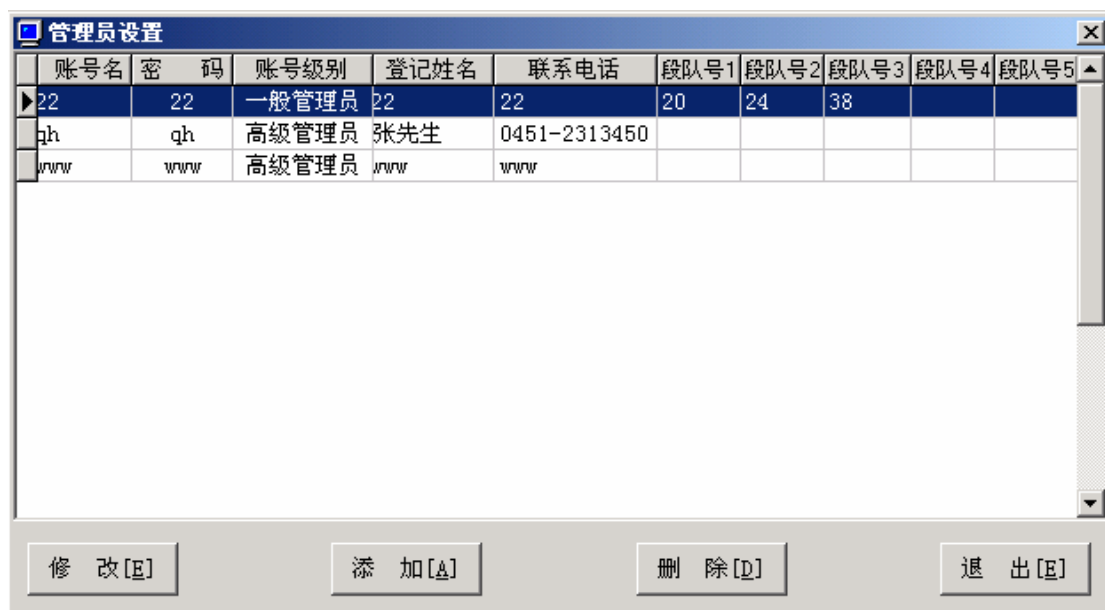 管理员设置
账号名 密 码 账号级别 登记姓名 联系电话 段队号1 段队号2 段队号3 段队号4 段队号5
22 22 一般管理员 22 22 20 24 38
qh qh 高级管理员 张先生 0451-2313450
www www 高级管理员 www www
修 改[E] 添 加[A] 删 除[D] 退 出[E]